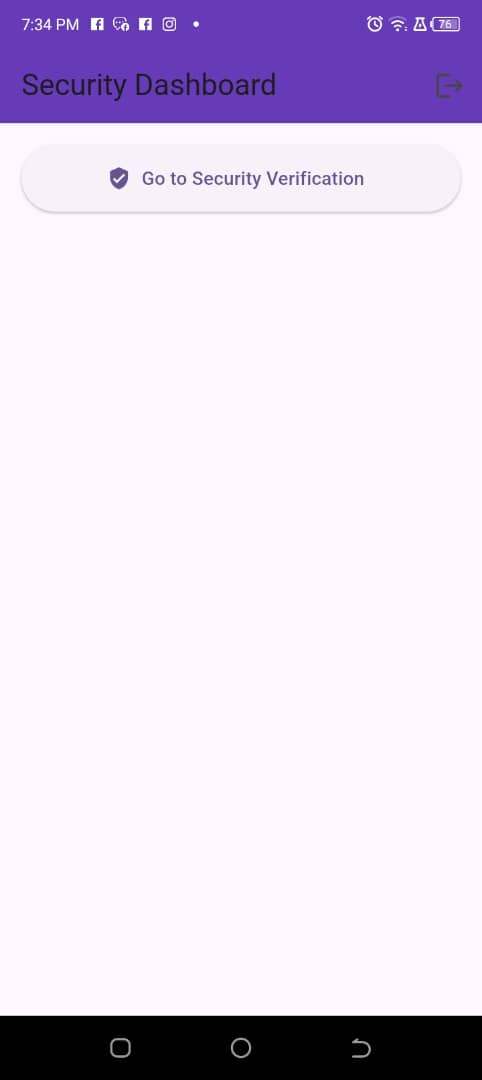 7:34 PM
76
Security Dashboard
Go to Security Verification